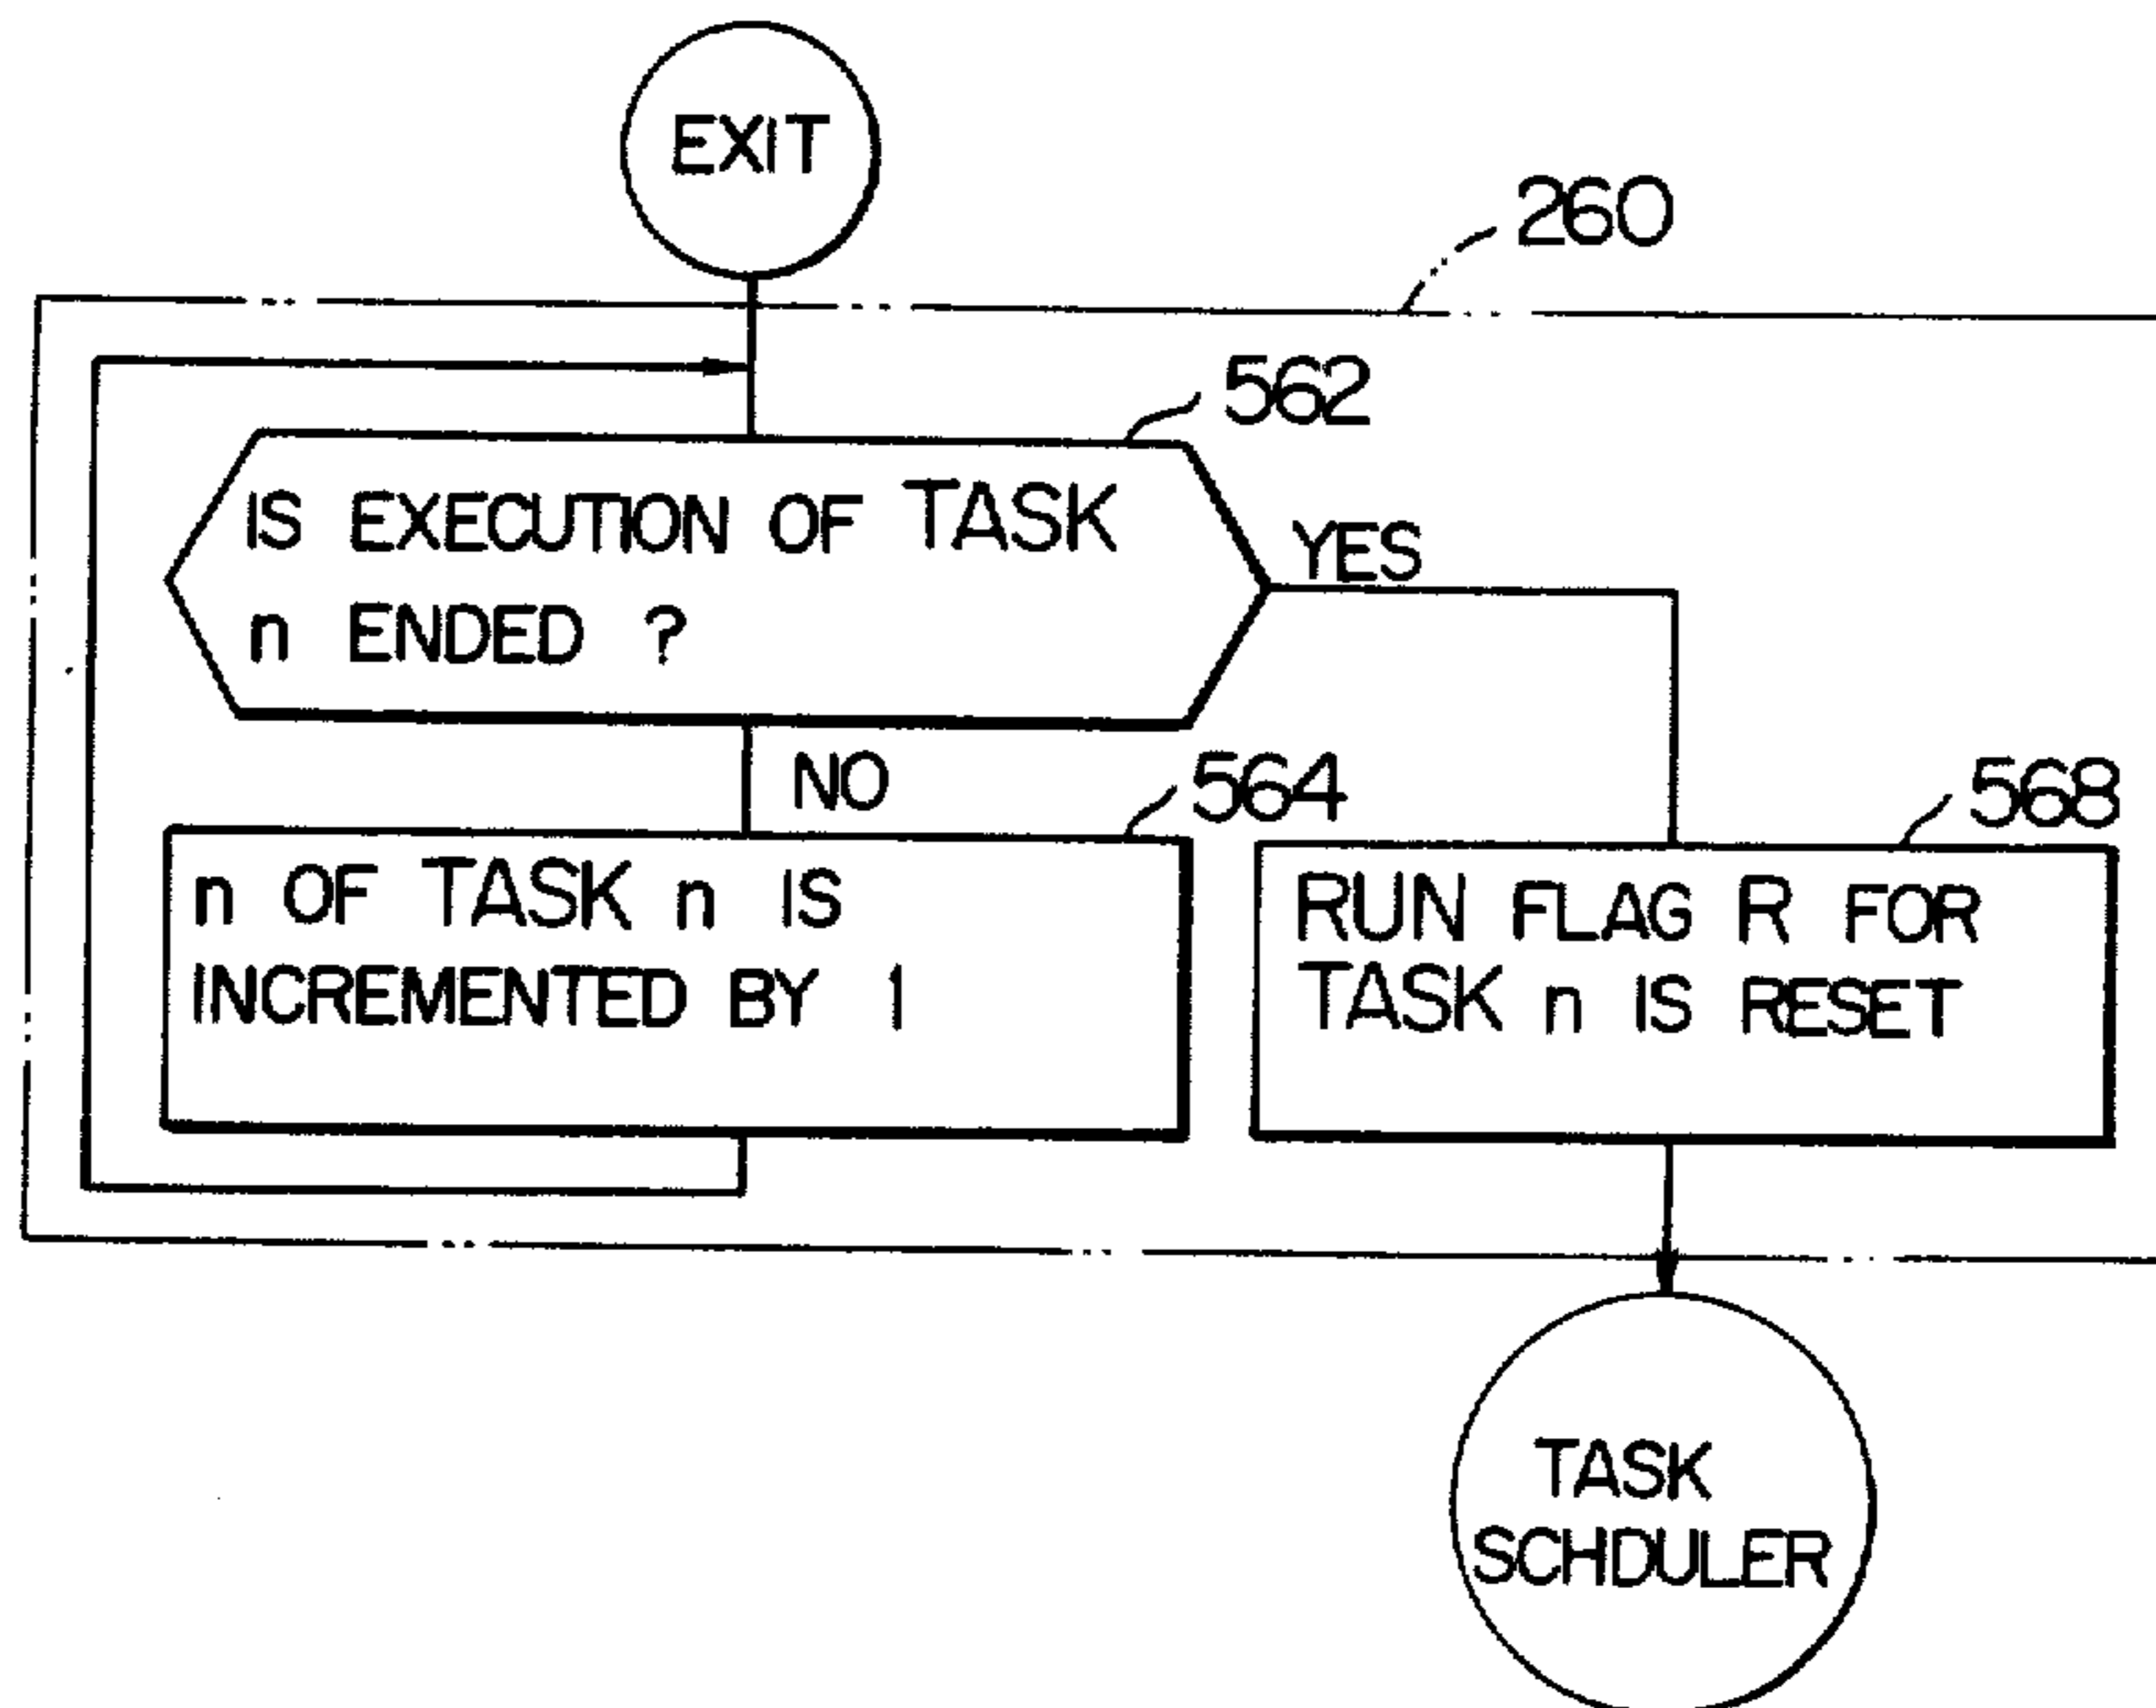 EXIT
260
562
IS EXECUTION OF TASK
n ENDED ?
YES
NO
564
568
n OF TASK n IS
INCREMENTED BY 1
RUN FLAG R FOR
TASK n IS RESET
TASK
SCHDULER